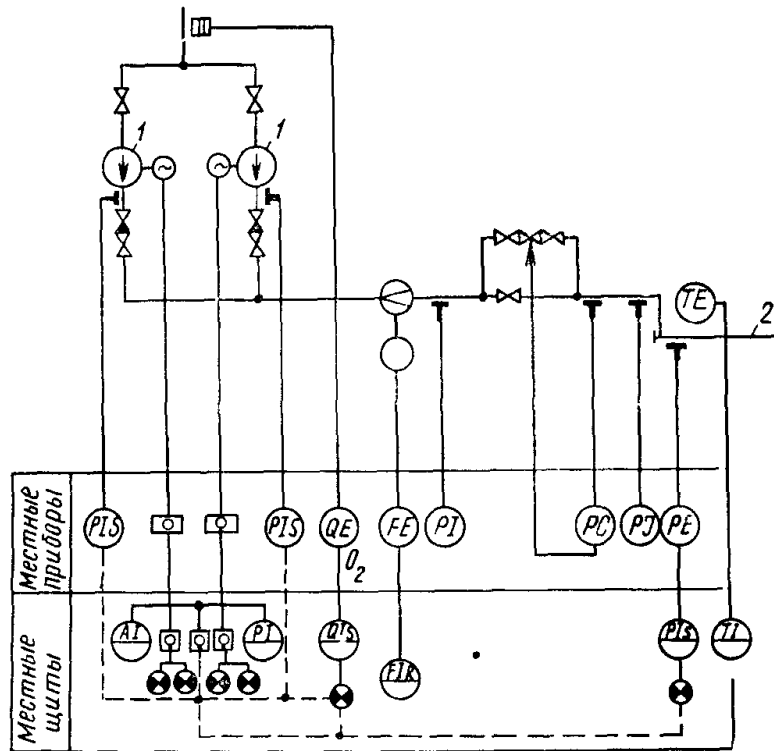 1
1
TE
2
Местные приборы
PIS
PIS
QE
O2
FE
PI
PC
PJ
PE
Местные щиты
AI
PI
QIS
FIR
PIS
TI